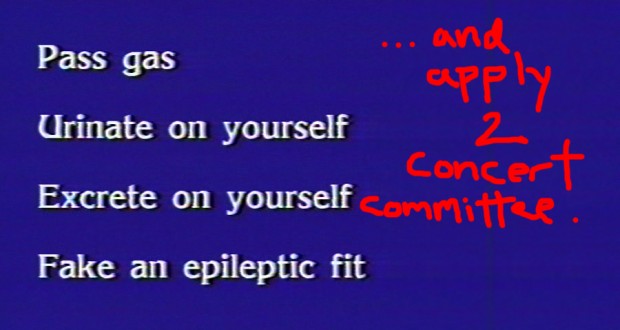 Pass gas
Urinate on yourself
Excrete on yourself
Fake an epileptic fit
... and
apply
2
concert
committee.